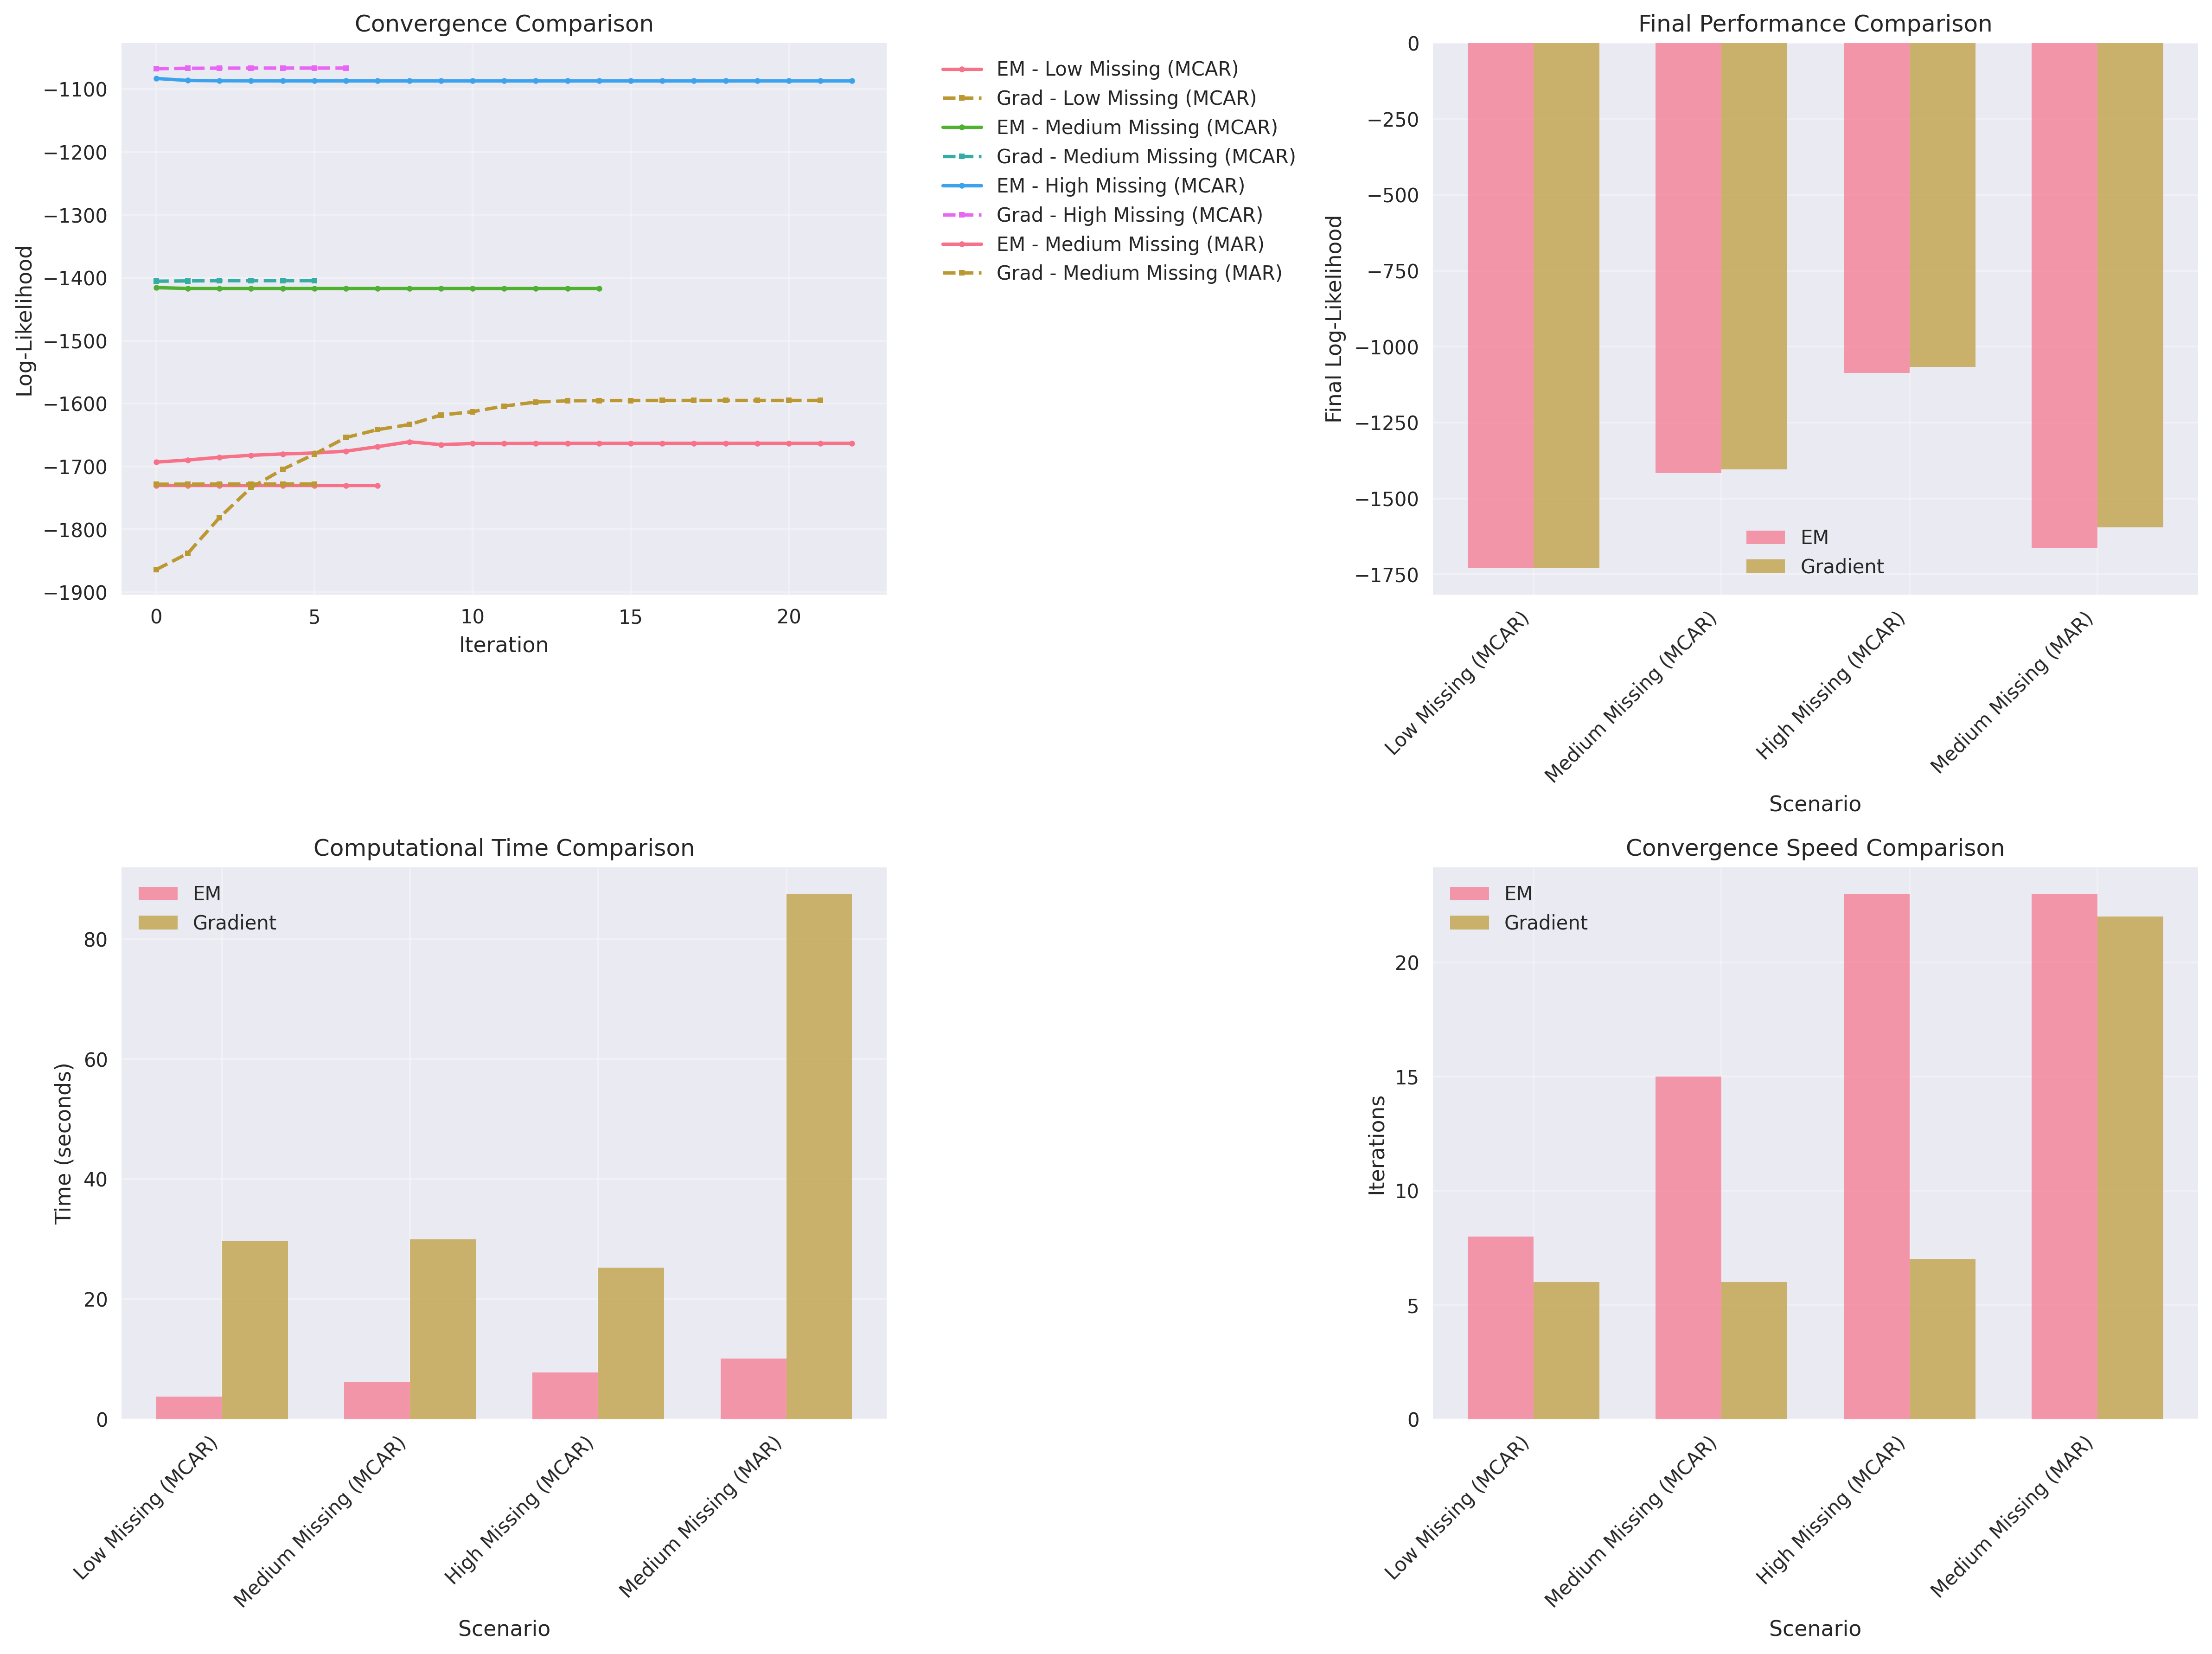 Convergence Comparison
Log-Likelihood
−1100
−1200
−1300
−1400
−1500
−1600
−1700
−1800
−1900
0 5 10 15 20
Iteration
EM - Low Missing (MCAR)
Grad - Low Missing (MCAR)
EM - Medium Missing (MCAR)
Grad - Medium Missing (MCAR)
EM - High Missing (MCAR)
Grad - High Missing (MCAR)
EM - Medium Missing (MAR)
Grad - Medium Missing (MAR)
Final Performance Comparison
Final Log-Likelihood
0
−250
−500
−750
−1000
−1250
−1500
−1750
EM
Gradient
Low Missing (MCAR)
Medium Missing (MCAR)
High Missing (MCAR)
Medium Missing (MAR)
Scenario
Computational Time Comparison
Time (seconds)
80
60
40
20
0
EM
Gradient
Low Missing (MCAR)
Medium Missing (MCAR)
High Missing (MCAR)
Medium Missing (MAR)
Scenario
Convergence Speed Comparison
Iterations
20
15
10
5
0
EM
Gradient
Low Missing (MCAR)
Medium Missing (MCAR)
High Missing (MCAR)
Medium Missing (MAR)
Scenario